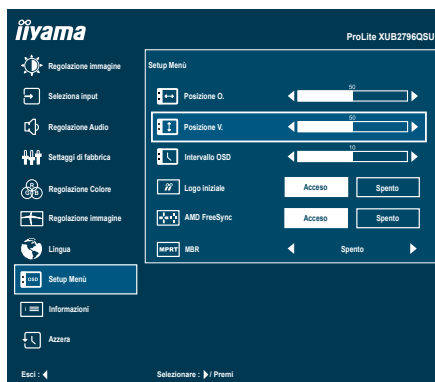 iiyama
ProLite XUB2796QSU
Regolazione immagine
Seleziona input
Regolazione Audio
Settaggi di fabbrica
R
G
B
Regolazione Colore
Regolazione immagine
Lingua
OSD
Setup Menù
i
Informazioni
Azzera
Setup Menù
Posizione O.
50
Posizione V.
50
Intervallo OSD
10
Logo iniziale
Acceso
Spento
AMD FreeSync
Acceso
Spento
MPRT
MBR
Spento
Esci :
Selezionare : / Premi